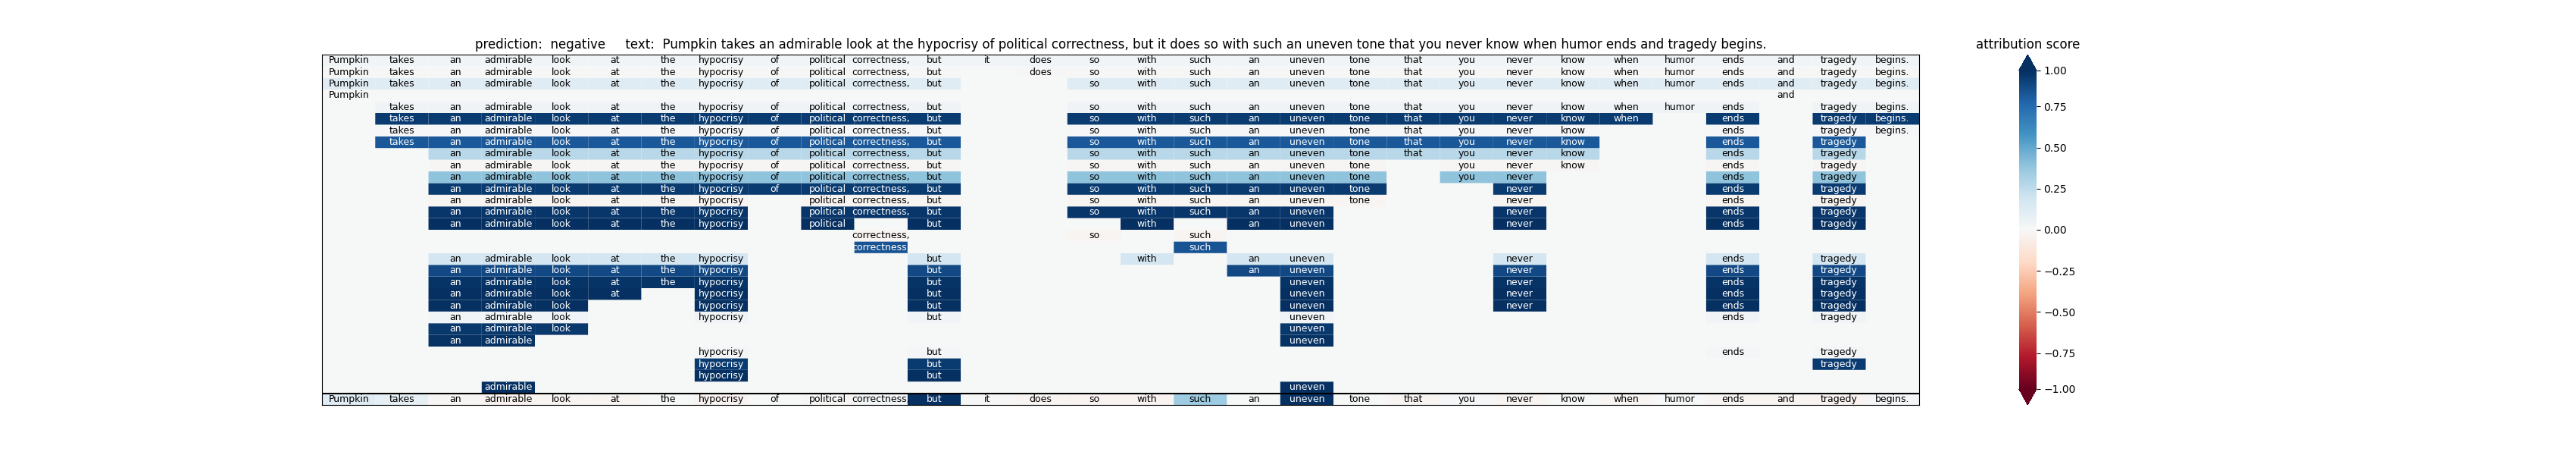 prediction: negative text: Pumpkin takes an admirable look at the hypocrisy of political correctness, but it does so with such an uneven tone that you never know when humor ends and tragedy begins.
attribution score
Pumpkin takes an admirable look at the hypocrisy of political correctness, but it does so with such an uneven tone that you never know when humor ends and tragedy begins.
Pumpkin takes an admirable look at the hypocrisy of political correctness, but does so with such an uneven tone that you never know when humor ends and tragedy begins.
Pumpkin takes an admirable look at the hypocrisy of political correctness, but so with such an uneven tone that you never know when humor ends and tragedy begins.
Pumpkin and
takes an admirable look at the hypocrisy of political correctness, but so with such an uneven tone that you never know when humor ends tragedy begins.
takes an admirable look at the hypocrisy of political correctness, but so with such an uneven tone that you never know when ends tragedy begins.
takes an admirable look at the hypocrisy of political correctness, but so with such an uneven tone that you never know ends tragedy begins.
takes an admirable look at the hypocrisy of political correctness, but so with such an uneven tone that you never know ends tragedy
an admirable look at the hypocrisy of political correctness, but so with such an uneven tone that you never know ends tragedy
an admirable look at the hypocrisy of political correctness, but so with such an uneven tone you never know ends tragedy
an admirable look at the hypocrisy of political correctness, but so with such an uneven tone you never ends tragedy
an admirable look at the hypocrisy of political correctness, but so with such an uneven tone never ends tragedy
an admirable look at the hypocrisy political correctness, but so with such an uneven tone never ends tragedy
an admirable look at the hypocrisy political correctness, but so with such an uneven never ends tragedy
an admirable look at the hypocrisy political but with an uneven never ends tragedy
correctness, so such
correctness such
an admirable look at the hypocrisy but with an uneven never ends tragedy
an admirable look at the hypocrisy but an uneven never ends tragedy
an admirable look at the hypocrisy but uneven never ends tragedy
an admirable look at hypocrisy but uneven never ends tragedy
an admirable look hypocrisy but uneven never ends tragedy
an admirable look hypocrisy but uneven ends tragedy
an admirable look uneven
an admirable uneven
hypocrisy but ends tragedy
hypocrisy but tragedy
hypocrisy but
admirable uneven
Pumpkin takes an admirable look at the hypocrisy of political correctness but it does so with such an uneven tone that you never know when humor ends and tragedy begins.
1.00
0.75
0.50
0.25
0.00
−0.25
−0.50
−0.75
−1.00